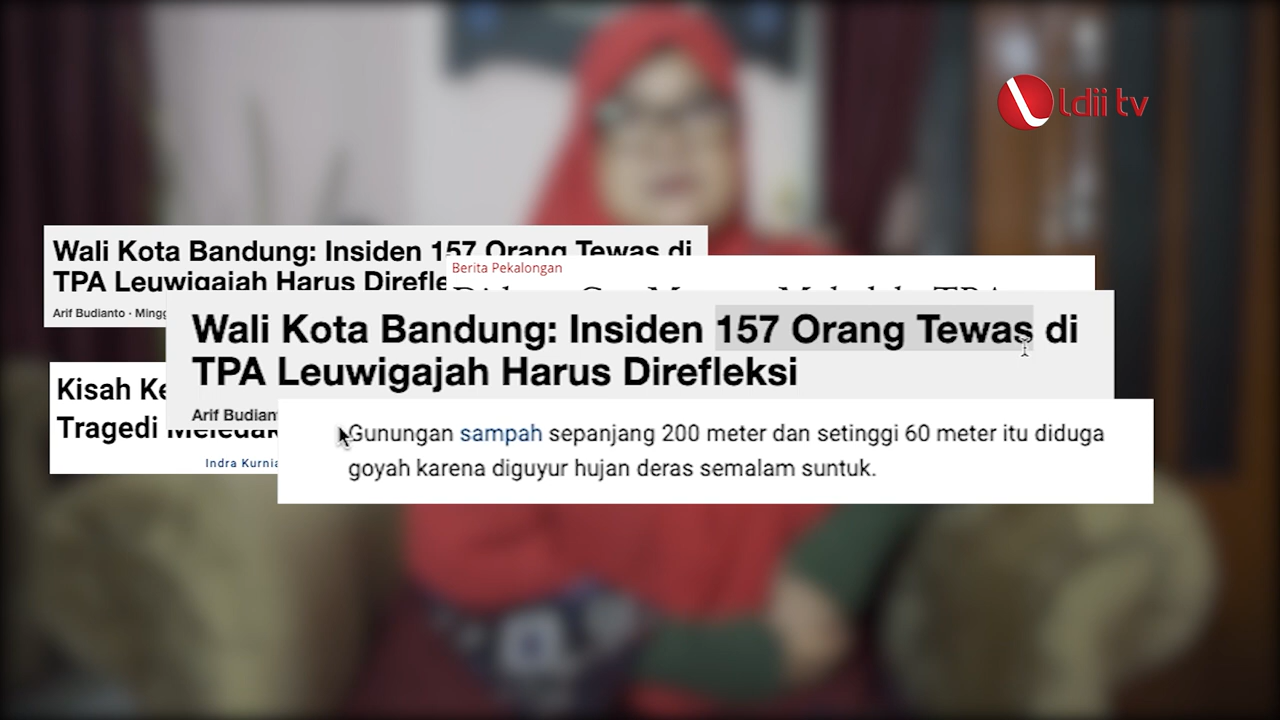 ldii tv
Wali Kota Bandung: Insiden 157 Orang Tewas di
TPA Leuwigajah Harus Direfle
Arif Budianto · Mingg
Berita Pekalongan
Wali Kota Bandung: Insiden 157 Orang Tewas di
TPA Leuwigajah Harus Direfleksi
Arif Budian
Kisah Ke
Tragedi Meledak
Indra Kurnia
Gunungan sampah sepanjang 200 meter dan setinggi 60 meter itu diduga
goyah karena diguyur hujan deras semalam suntuk.